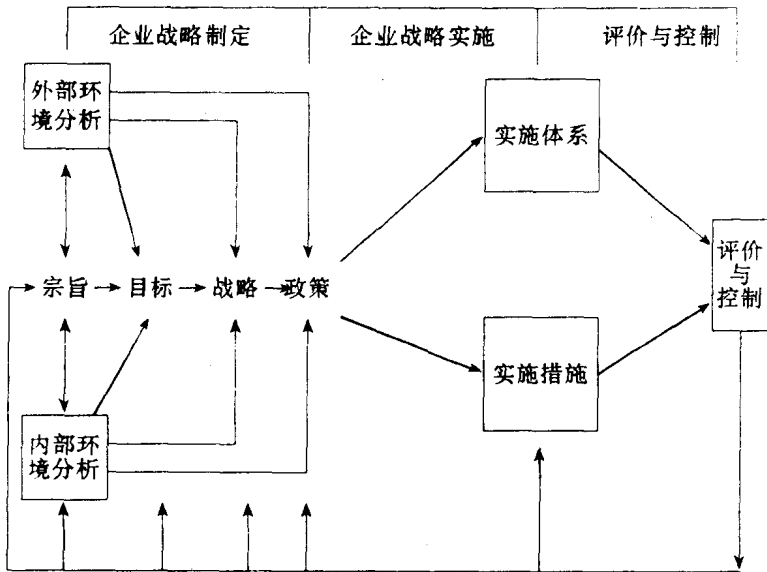 企业战略制定 企业战略实施 评价与控制
外部环
境分析
实施体系
宗旨 目标 战略 政策
评价
与
控制
实施措施
内部环
境分析